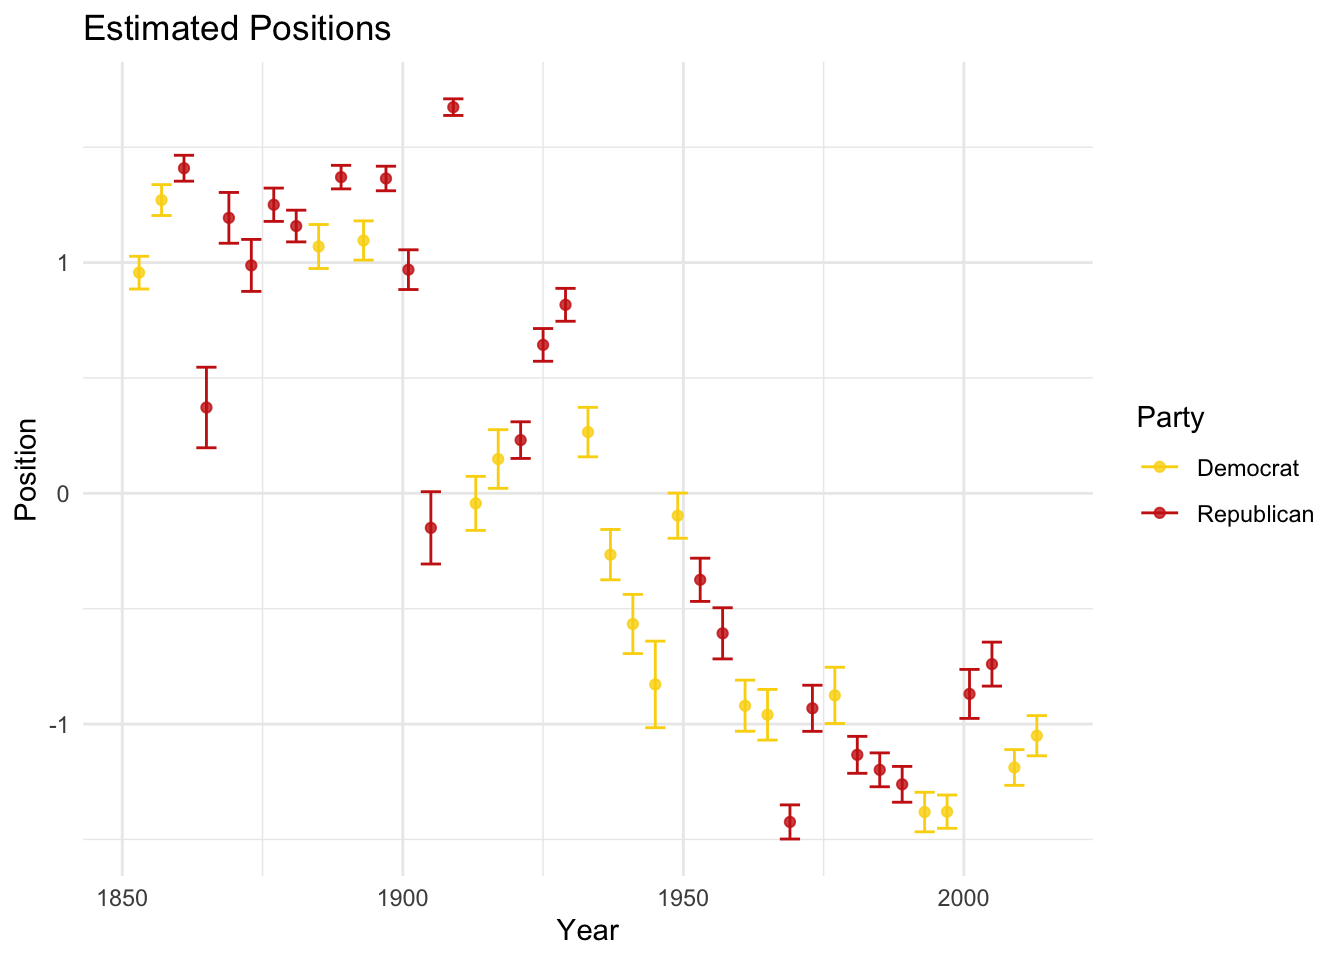 Estimated Positions
1
0
-1
Position
1850
1900
1950
2000
Year
Party
Democrat
Republican